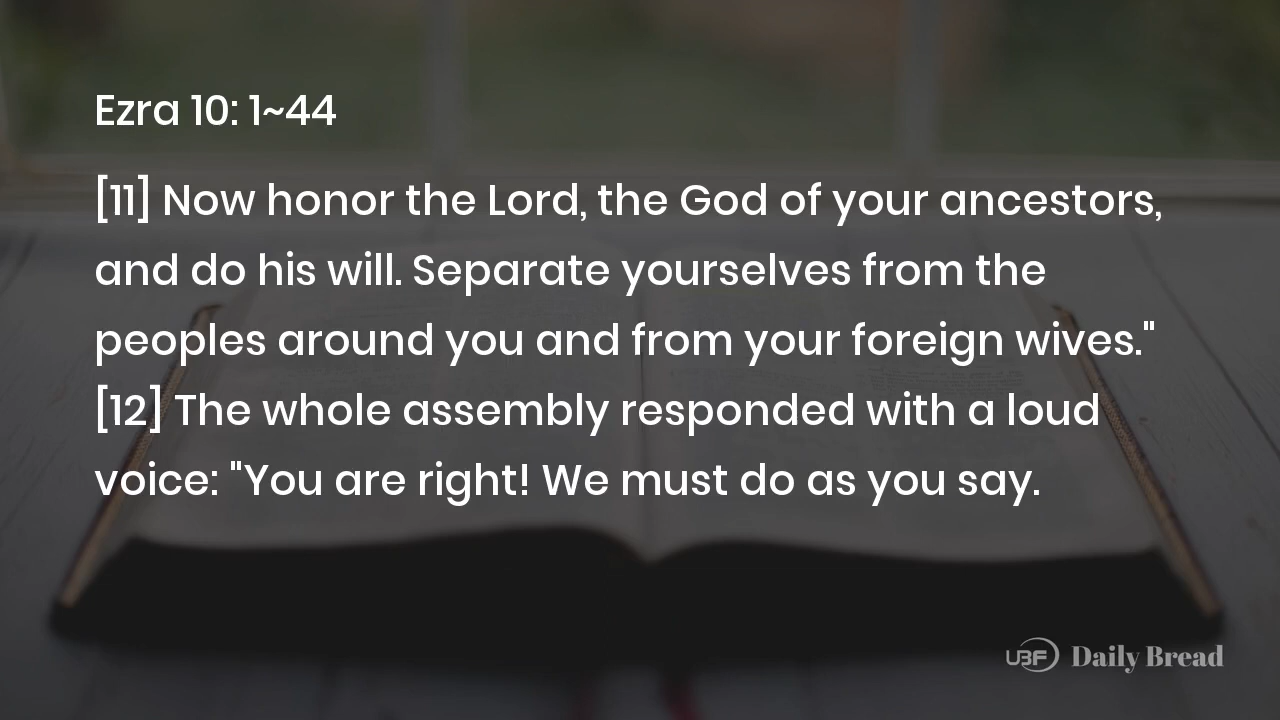 Ezra 10: 1~44
[11] Now honor the Lord, the God of your ancestors,
and do his will. Separate yourselves from the
peoples around you and from your foreign wives."
[12] The whole assembly responded with a loud
voice: "You are right! We must do as you say.
UBF Daily Bread